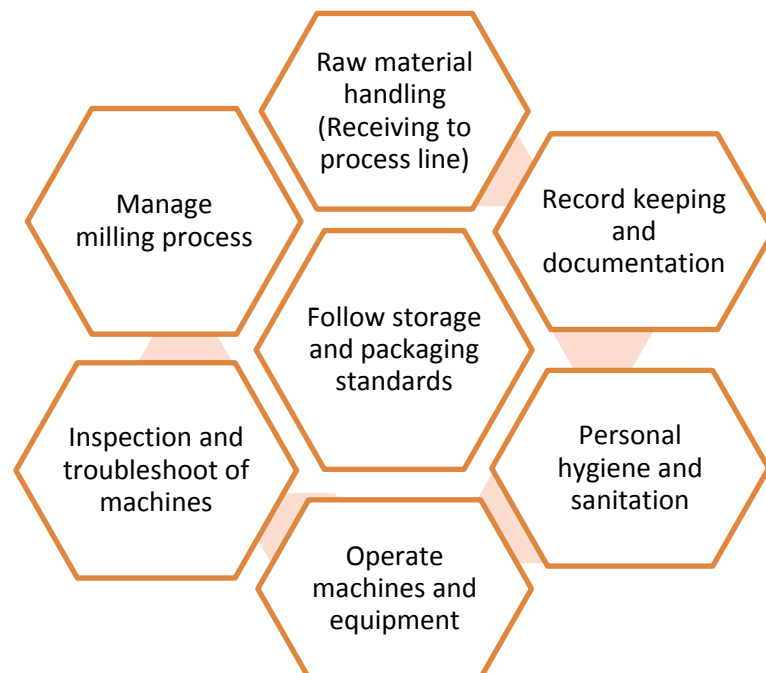 Raw material
handling
(Receiving to
process line)
Manage
milling process
Record keeping
and
documentation
Follow storage
and packaging
standards
Inspection and
troubleshoot of
machines
Personal
hygiene and
sanitation
Operate
machines and
equipment